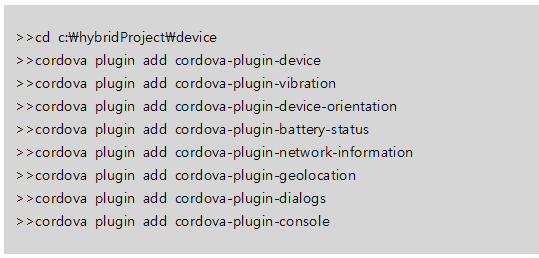 >>cd c:₩hybridProject₩device
>>cordova plugin add cordova-plugin-device
>>cordova plugin add cordova-plugin-vibration
>>cordova plugin add cordova-plugin-device-orientation
>>cordova plugin add cordova-plugin-battery-status
>>cordova plugin add cordova-plugin-network-information
>>cordova plugin add cordova-plugin-geolocation
>>cordova plugin add cordova-plugin-dialogs
>>cordova plugin add cordova-plugin-console